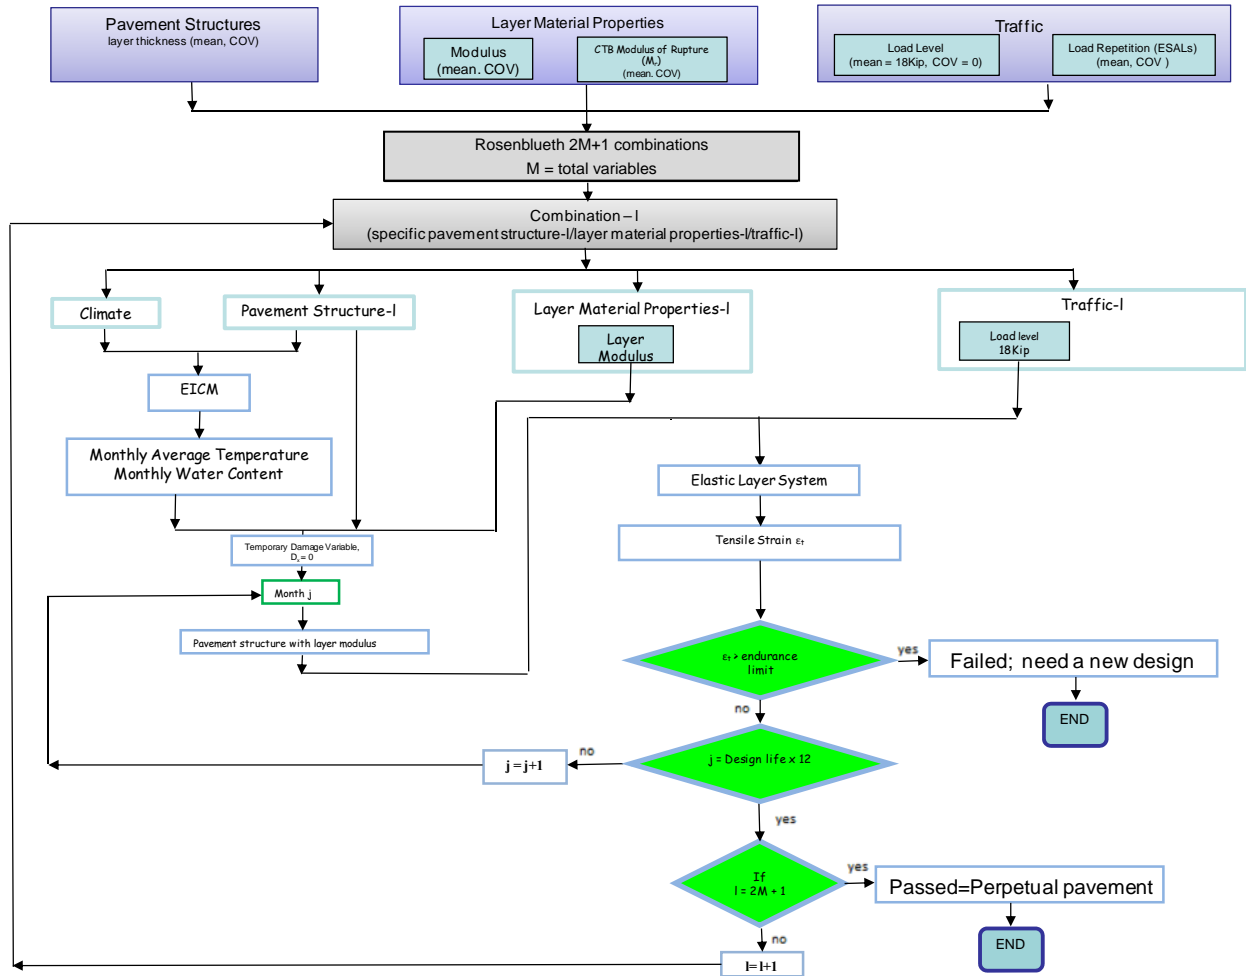 Pavement Structures
layer thickness (mean, COV)
Layer Material Properties
Modulus
(mean. COV)
CTB Modulus of Rupture
(Mr)
(mean. COV)
Traffic
Load Level
(mean = 18Kip, COV = 0)
Load Repetition (ESALs)
(mean, COV )
Rosenblueth 2M+1 combinations
M = total variables
Combination – l
(specific pavement structure-l/layer material properties-l/traffic-l)
Climate
Pavement Structure-l
Layer Material Properties-l
Layer
Modulus
Traffic-l
Load level
18Kip
EICM
Monthly Average Temperature
Monthly Water Content
Elastic Layer System
Temporary Damage Variable,
= 0
Tensile Strain εt
Month j
Pavement structure with layer modulus
εt > endurance
limit
yes
Failed; need a new design
END
no
j = Design life x 12
no
j = j+1
yes
If
l = 2M + 1
yes
Passed=Perpetual pavement
END
no
l= l+1